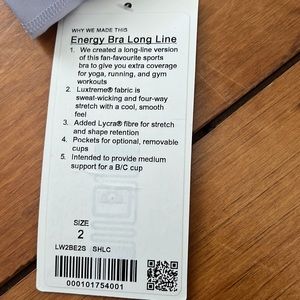 WHY WE MADE THIS
Energy Bra Long Line
1. We created a long-line version
of this fan-favourite sports
bra to give you extra coverage
for yoga, running, and gym
workouts
2. Luxtreme® fabric is
sweat-wicking and four-way
stretch with a cool, smooth
feel
3. Added Lycra® fibre for stretch
and shape retention
4. Pockets for optional, removable
cups
5. Intended to provide medium
support for a B/C cup
SIZE
2
LW2BE2S SHLC
000101754001